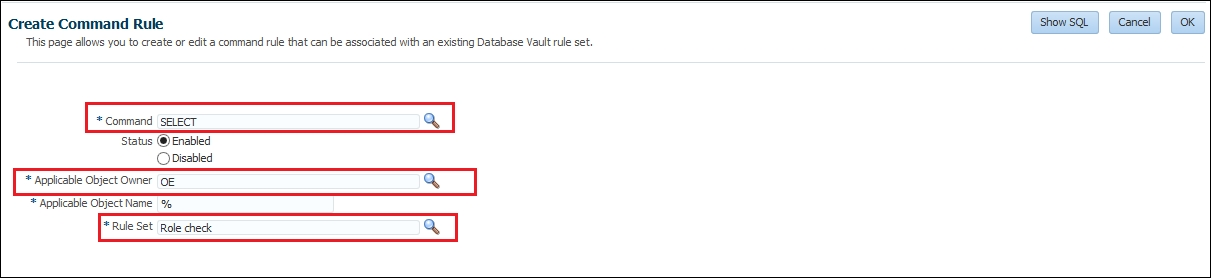 Create Command Rule
Show SQL Cancel OK
This page allows you to create or edit a command rule that can be associated with an existing Database Vault rule set.
* Command SELECT
Status Enabled
Disabled
* Applicable Object Owner OE
* Applicable Object Name %
* Rule Set Role check